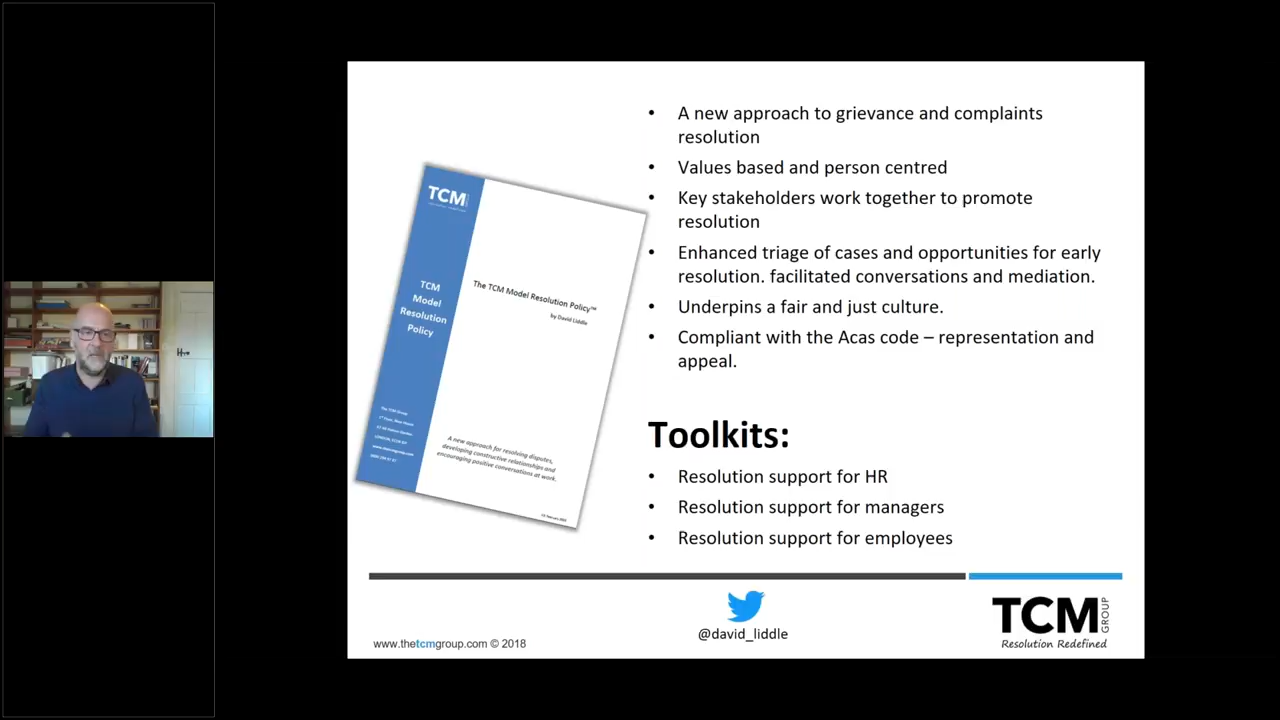 • A new approach to grievance and complaints
resolution
• Values based and person centred
• Key stakeholders work together to promote
resolution
• Enhanced triage of cases and opportunities for early
resolution. facilitated conversations and mediation.
• Underpins a fair and just culture.
• Compliant with the Acas code – representation and
appeal.
Toolkits:
• Resolution support for HR
• Resolution support for managers
• Resolution support for employees
TCM
TCM
Model
Resolution
Policy
The TCM Group
The TCM Model Resolution Policy™
by David Liddle
A new approach for resolving disputes,
developing constructive relationships and
encouraging positive conversations at work.
www.thetcmgroup.com © 2018
@david_liddle
TCM GROUP
Resolution Redefined